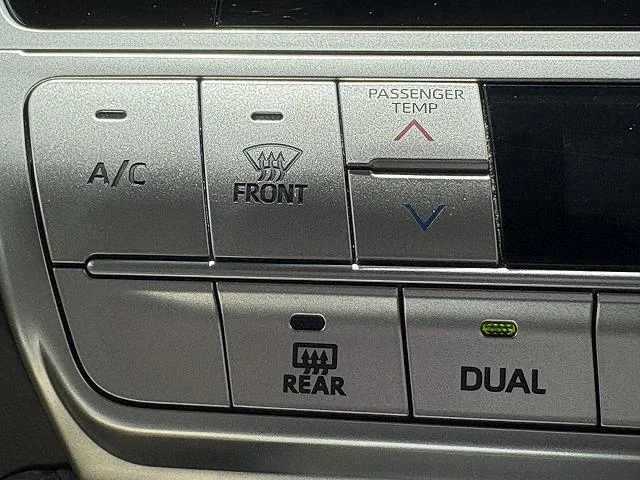 PASSENGER
TEMP
A/C
FRONT
REAR
DUAL